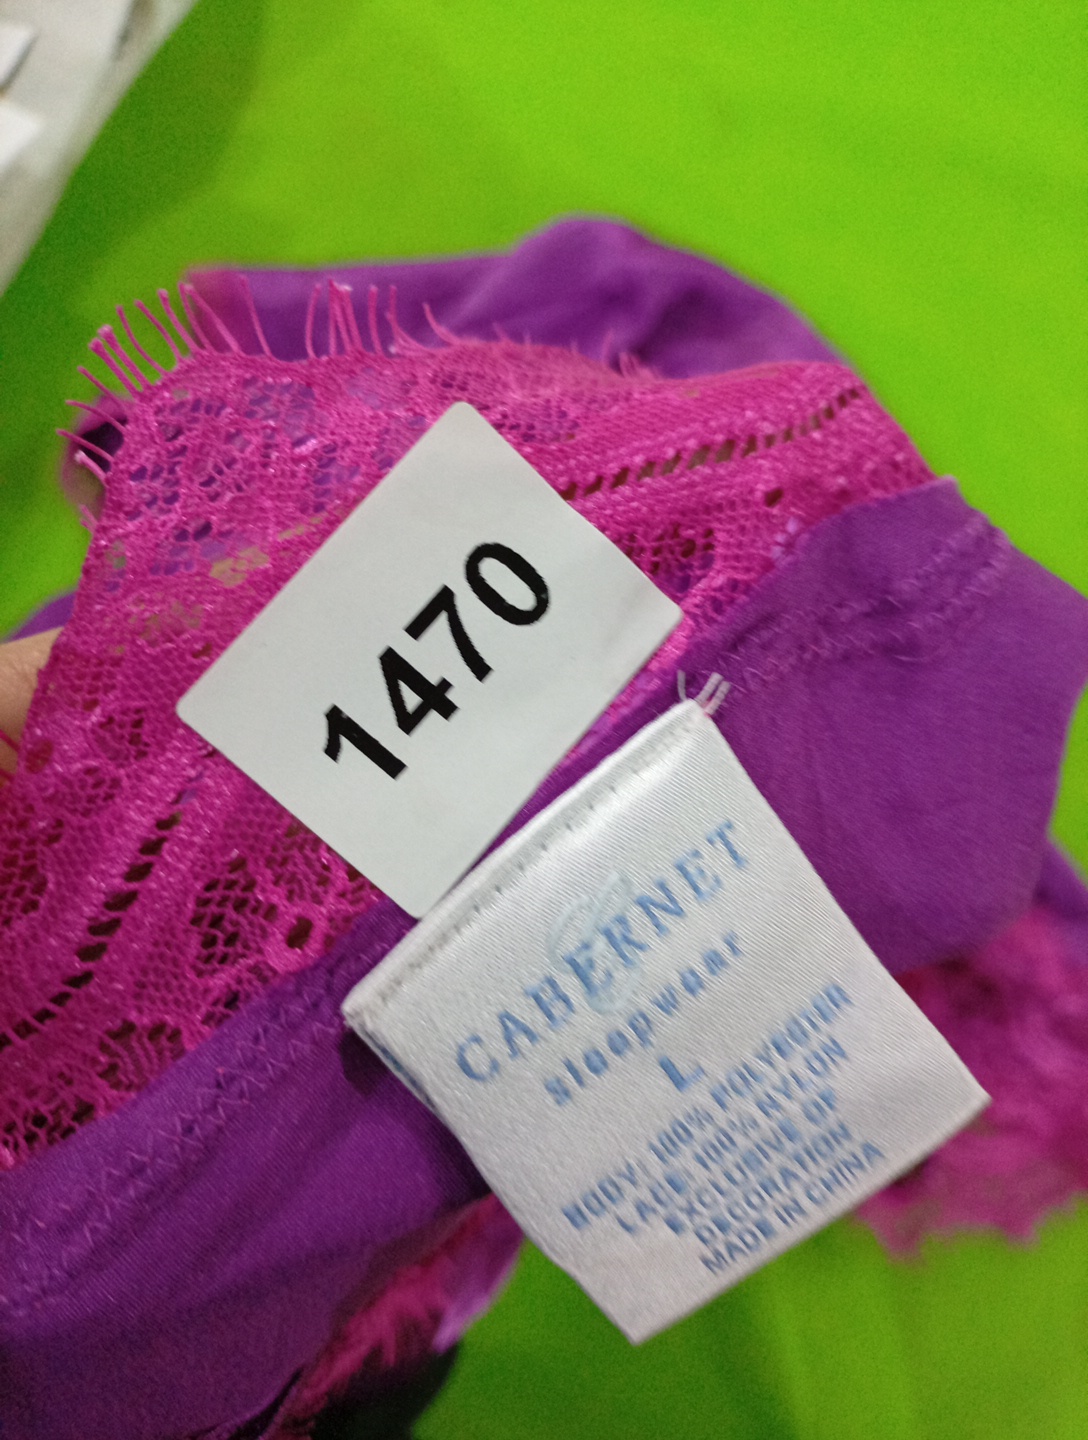 1470
CABERNET
sleepwear
L
BODY: 100% POLYESTER
LACE 100% NYLON
EXCLUSIVE OF
DECORATION
MADE IN CHINA